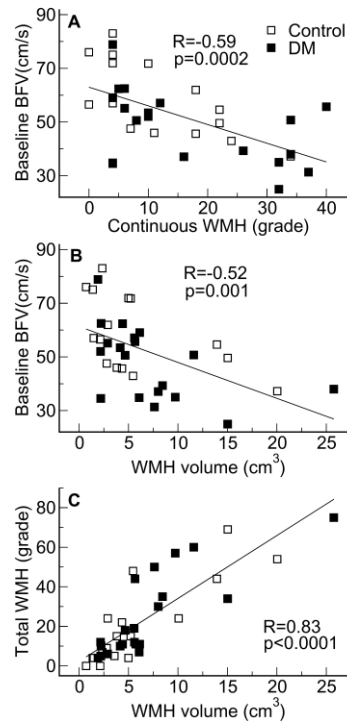 A
Control
DM
R=-0.59
p=0.0002
90
70
50
30
Baseline BFV(cm/s)
0 10 20 30 40
Continuous WMH (grade)
B
R=-0.52
p=0.001
90
70
50
30
Baseline BFV(cm/s)
0 5 10 15 20 25
WMH volume (cm³)
C
80
60
40
20
0
Total WMH (grade)
R=0.83
p<0.0001
0 5 10 15 20 25
WMH volume (cm³)